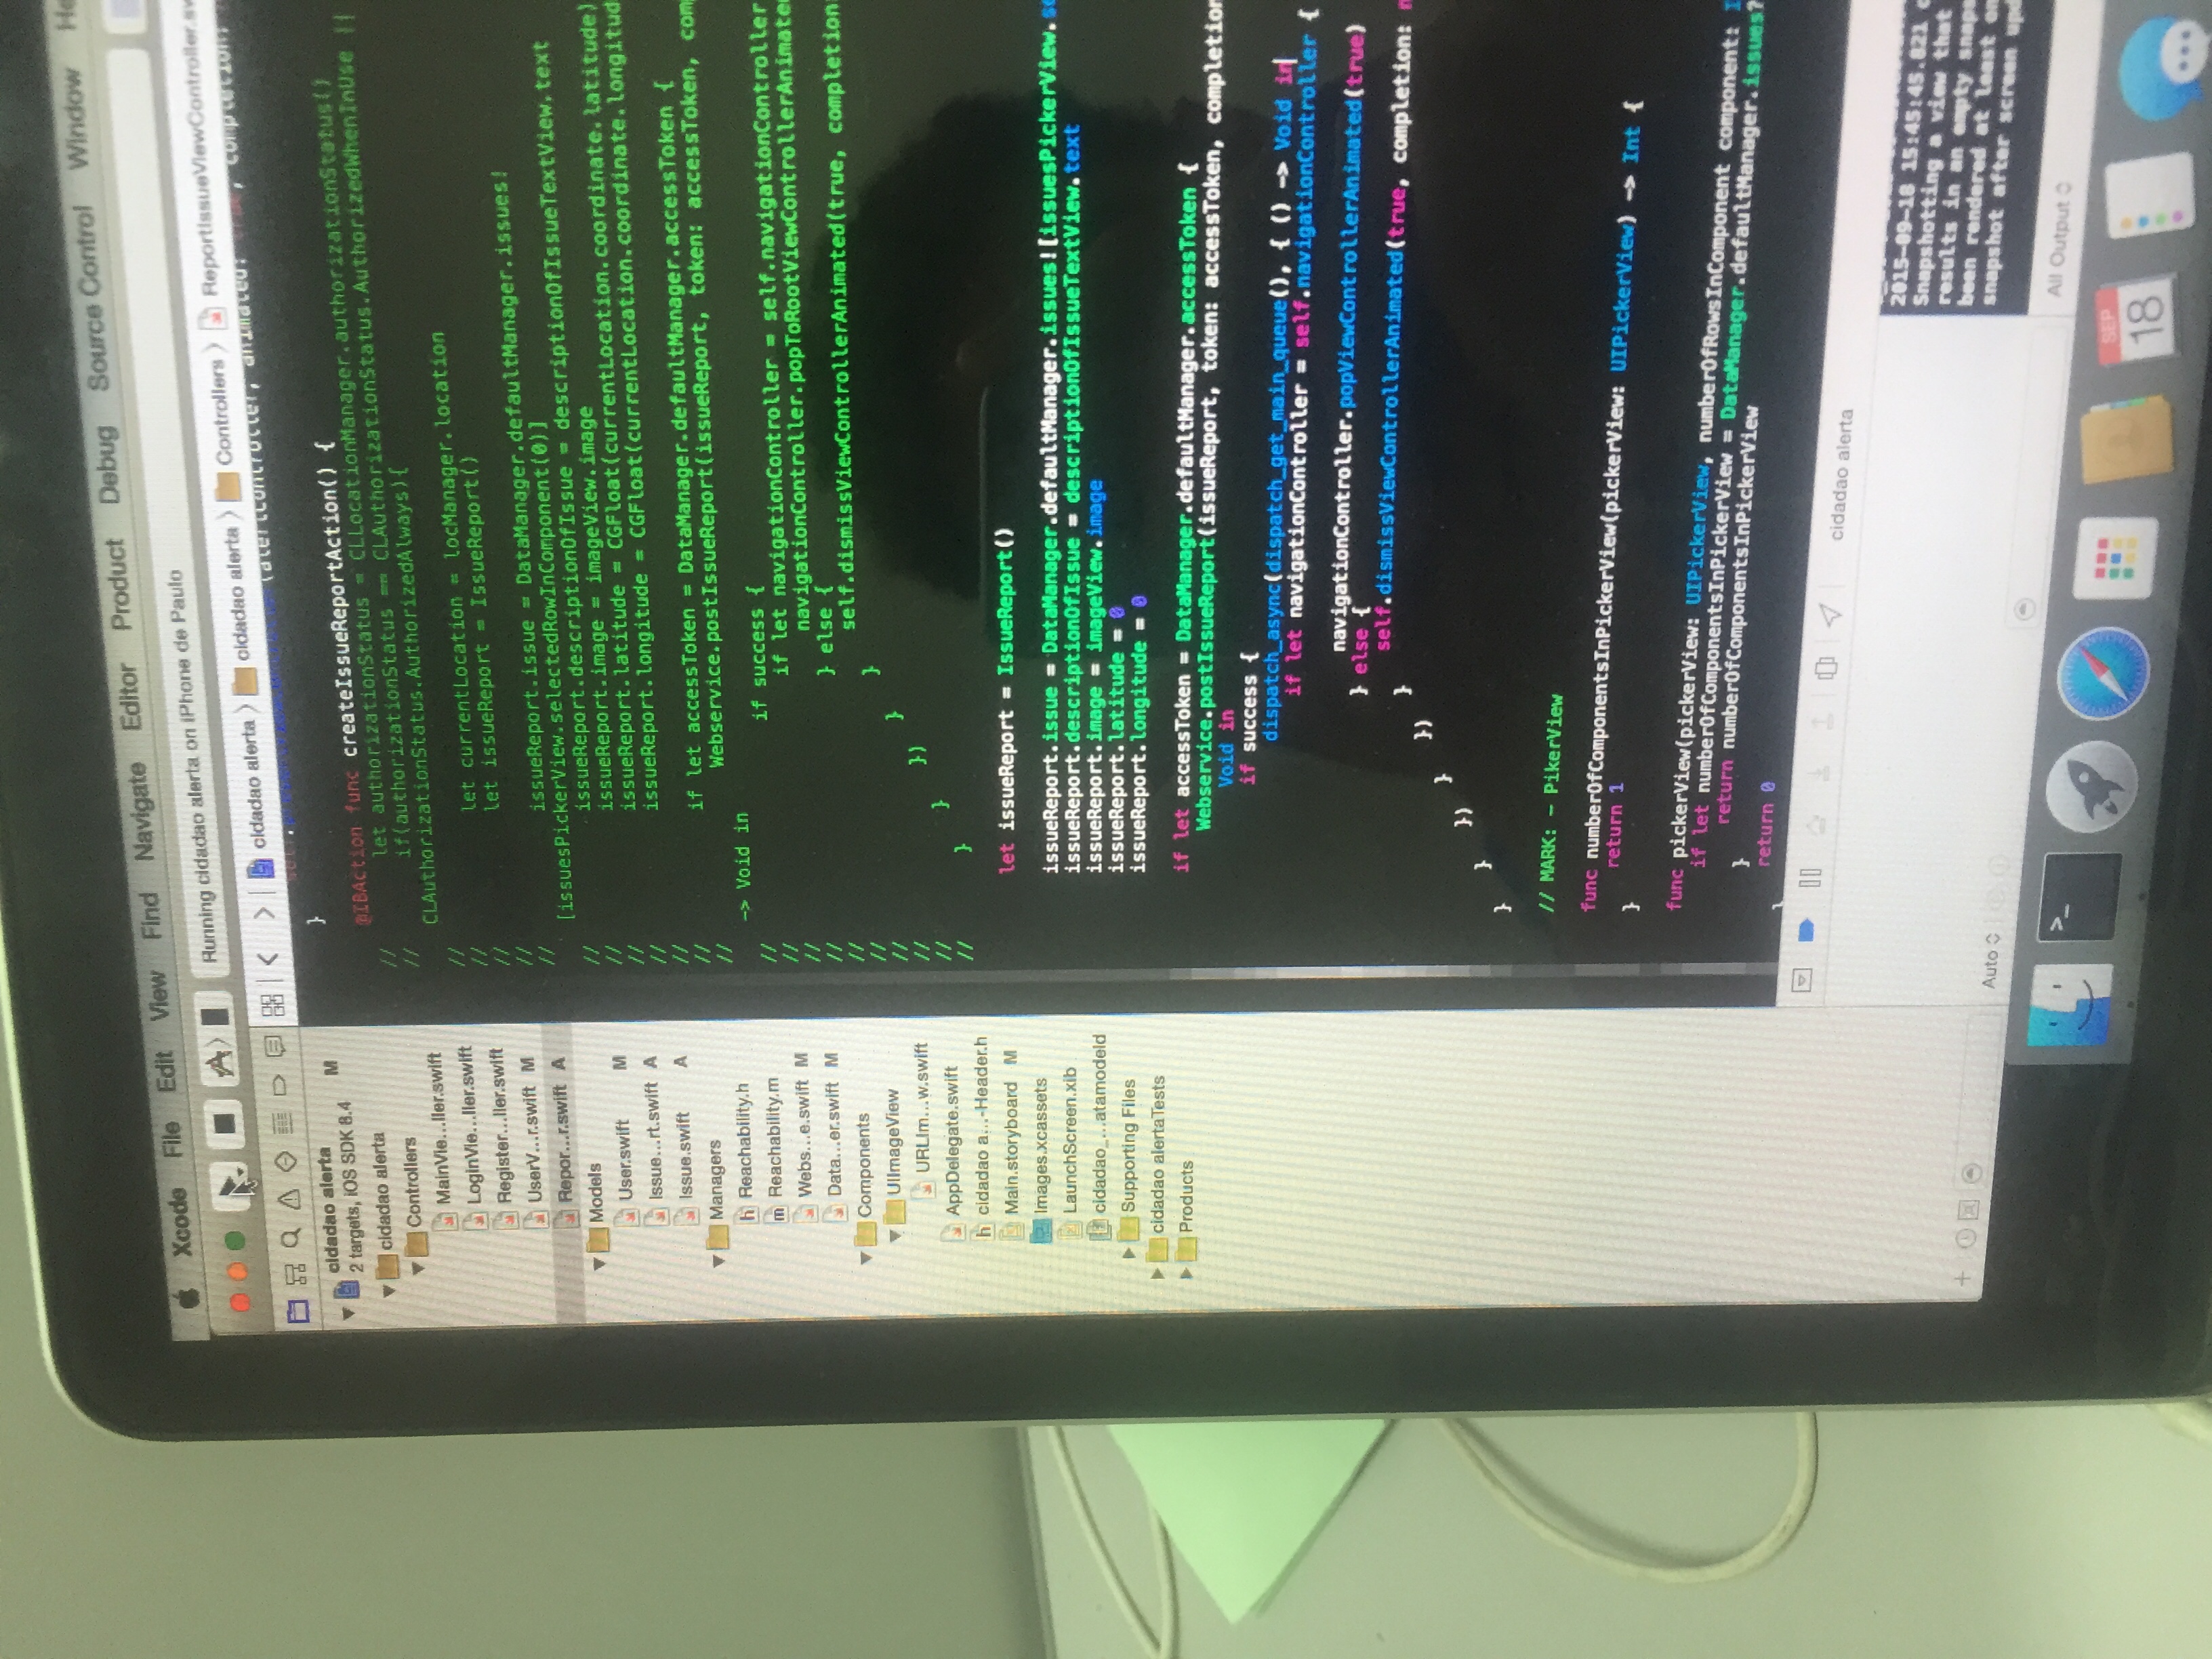 Xcode File Edit View Find Navigate Editor Product Debug Source Control Window He
Running cidadao alerta on iPhone de Paulo
cidadao alerta cidadao alerta Controllers ReportIssueViewController.sw
cidadao alerta M
2 targets, iOS SDK 8.4
cidadao alerta
Controllers
MainVie...ller.swift
LoginVie...ller.swift
Register...ller.swift
UserV...r.swift M
Repor...r.swift A
Models
User.swift M
Issue...rt.swift A
Issue.swift A
Managers
h Reachability.h
m Reachability.m
Webs...e.swift M
Data...er.swift M
Components
UIImageView
URLIm...w.swift
AppDelegate.swift
h cidadao a...-Header.h
Main.storyboard M
Images.xcassets
LaunchScreen.xib
cidadao_...atamodeld
Supporting Files
cidadao alertaTests
Products
(alertController, animated: true, completion:
}
@IBAction func createIssueReportAction() {
// let authorizationStatus = CLLocationManager.authorizationStatus()
// if(authorizationStatus == CLAuthorizationStatus.AuthorizedWhenInUse ||
CLAuthorizationStatus.AuthorizedAlways){
//
// let currentLocation = locManager.location
// let issueReport = IssueReport()
//
// issueReport.issue = DataManager.defaultManager.issues!
[issuesPickerView.selectedRowInComponent(0)]
// issueReport.descriptionOfIssue = descriptionOfIssueTextView.text
// issueReport.image = imageView.image
// issueReport.latitude = CGFloat(currentLocation.coordinate.latitude)
// issueReport.longitude = CGFloat(currentLocation.coordinate.longitud
//
// if let accessToken = DataManager.defaultManager.accessToken {
// Webservice.postIssueReport(issueReport, token: accessToken, com
-> Void in
// if success {
// if let navigationController = self.navigationController
// navigationController.popToRootViewControllerAnimate
// } else {
// self.dismissViewControllerAnimated(true, completion
// }
// }
// })
// }
// }
let issueReport = IssueReport()
issueReport.issue = DataManager.defaultManager.issues![issuesPickerView.se
issueReport.descriptionOfIssue = descriptionOfIssueTextView.text
issueReport.image = imageView.image
issueReport.latitude = 0
issueReport.longitude = 0
if let accessToken = DataManager.defaultManager.accessToken {
Webservice.postIssueReport(issueReport, token: accessToken, completion
Void in
if success {
dispatch_async(dispatch_get_main_queue(), { () -> Void in
if let navigationController = self.navigationController {
navigationController.popViewControllerAnimated(true)
} else {
self.dismissViewControllerAnimated(true, completion: n
}
})
}
})
}
}
// MARK: - PikerView
func numberOfComponentsInPickerView(pickerView: UIPickerView) -> Int {
return 1
}
func pickerView(pickerView: UIPickerView, numberOfRowsInComponent component: I
if let numberOfComponentsInPickerView = DataManager.defaultManager.issues?
return numberOfComponentsInPickerView
}
return 0
}
cidadao alerta
2015-09-18 15:45:45.821 c
Snapshotting a view that
results in an empty snaps
been rendered at least on
snapshot after screen upd
Auto
All Output
>_
SEP
18